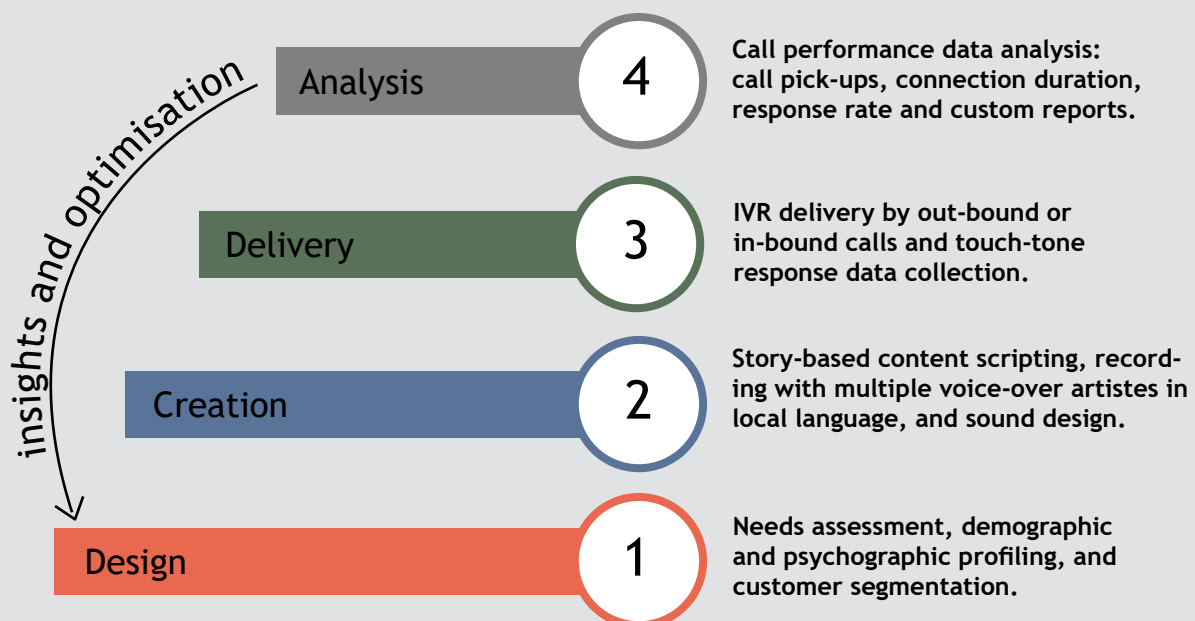 insights and optimisation
Analysis
4
Call performance data analysis:
call pick-ups, connection duration,
response rate and custom reports.
Delivery
3
IVR delivery by out-bound or
in-bound calls and touch-tone
response data collection.
Creation
2
Story-based content scripting, record-
ing with multiple voice-over artistes in
local language, and sound design.
Design
1
Needs assessment, demographic
and psychographic profiling, and
customer segmentation.